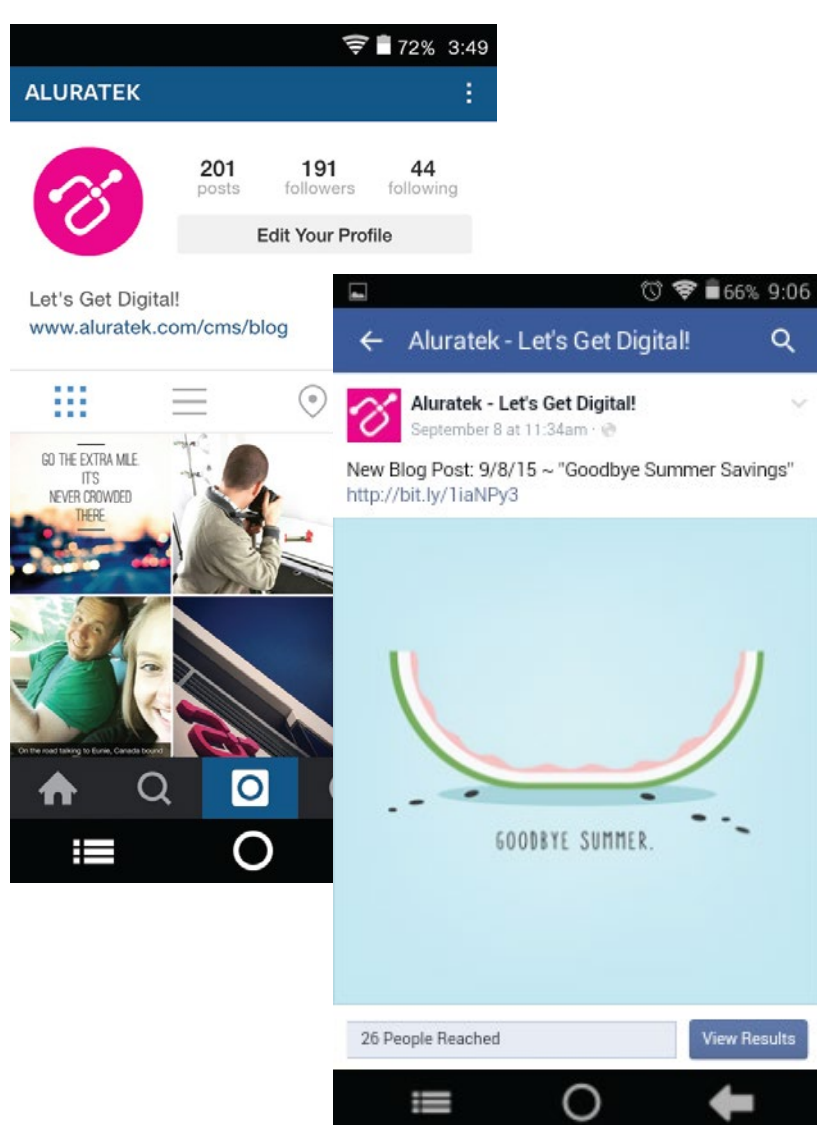 72% 3:49
ALURATEK
201 191 44
posts followers following
Edit Your Profile
Let's Get Digital!
www.aluratek.com/cms/blog
GO THE EXTRA MILE.
IT'S
NEVER CROWDED
THERE.
On the road talking to Eunie, Canada bound
66% 9:06
Aluratek - Let's Get Digital!
Aluratek - Let's Get Digital!
September 8 at 11:34am ·
New Blog Post: 9/8/15 ~ "Goodbye Summer Savings"
http://bit.ly/1iaNPy3
GOODBYE SUMMER.
26 People Reached
View Results